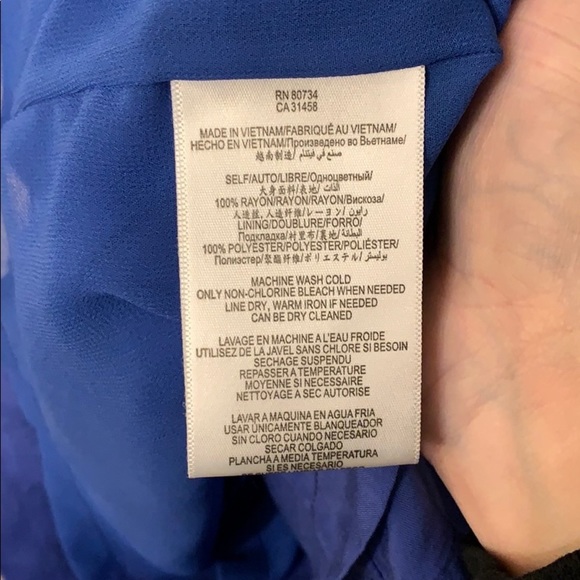 RN 80734
CA 31458
MADE IN VIETNAM/FABRIQUÉ AU VIETNAM/
HECHO EN VIETNAM/Произведено во Вьетнаме/
越南制造/ صنع في فيتنام/
SELF/AUTO/LIBRE/Одноцветный/
大身面料/表地/ الذات/
100% RAYON/RAYON/RAYON/Вискоза/
人造丝, 人造纤维/レーヨン/ رايون/
LINING/DOUBLURE/FORRO/
Подкладка/衬里布/裏地/ البطانة/
100% POLYESTER/POLYESTER/POLIÉSTER/
Полиэстер/聚酯纤维/ポリエステル/ بوليستر/
MACHINE WASH COLD
ONLY NON-CHLORINE BLEACH WHEN NEEDED
LINE DRY, WARM IRON IF NEEDED
CAN BE DRY CLEANED
LAVAGE EN MACHINE A L'EAU FROIDE
UTILISEZ DE LA JAVEL SANS CHLORE SI BESOIN
SECHAGE SUSPENDU
REPASSER A TEMPERATURE
MOYENNE SI NECESSAIRE
NETTOYAGE A SEC AUTORISE
LAVAR A MAQUINA EN AGUA FRIA
USAR ÚNICAMENTE BLANQUEADOR
SIN CLORO CUANDO NECESARIO
SECAR COLGADO
PLANCHA A MEDIA TEMPERATURA
SI ES NECESARIO